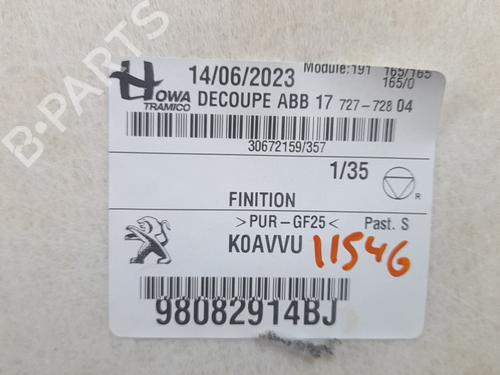 14/06/2023 Module:191 165/165
165/0
HOWA
TRAMICO
DECOUPE ABB 17 727-728 04
30672159/357
1/35
FINITION
R
>PUR-GF25< Past. S
K0AVVU 11546
98082914BJ
B-Parts